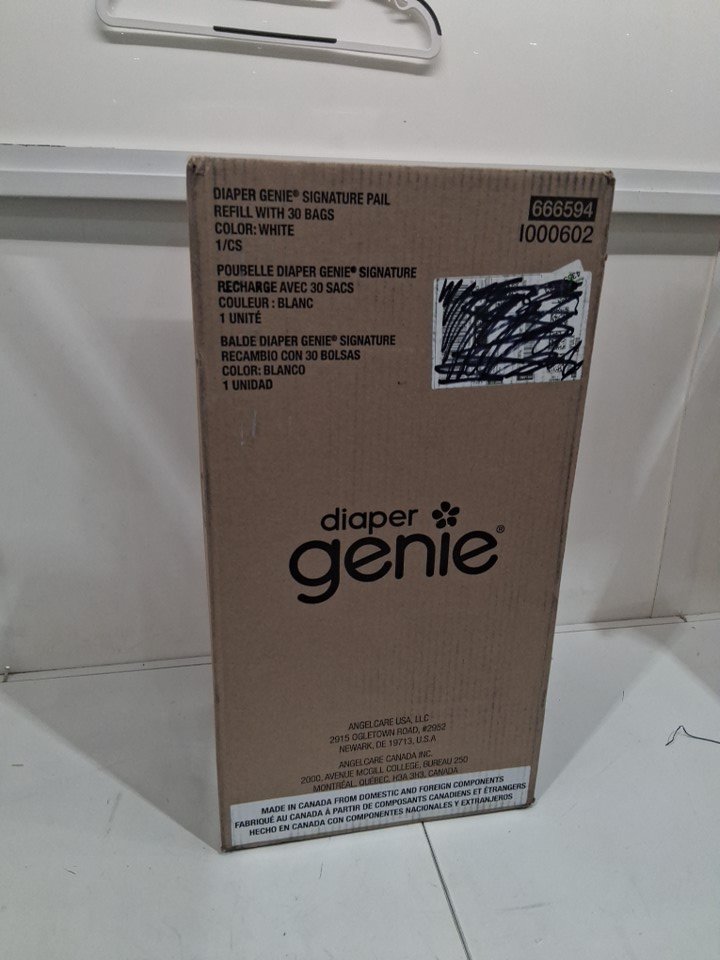 DIAPER GENIE® SIGNATURE PAIL
REFILL WITH 30 BAGS
COLOR: WHITE
1/CS
666594
I000602
POUBELLE DIAPER GENIE® SIGNATURE
RECHARGE AVEC 30 SACS
COULEUR : BLANC
1 UNITÉ
BALDE DIAPER GENIE® SIGNATURE
RECAMBIO CON 30 BOLSAS
COLOR: BLANCO
1 UNIDAD
diaper
genie®
ANGELCARE USA, LLC
2915 OGLETOWN ROAD, #2952
NEWARK, DE 19713, U.S.A
ANGELCARE CANADA INC.
2000, AVENUE MCGILL COLLEGE, BUREAU 250
MONTRÉAL, QUÉBEC, H3A 3H3, CANADA
MADE IN CANADA FROM DOMESTIC AND FOREIGN COMPONENTS
FABRIQUÉ AU CANADA À PARTIR DE COMPOSANTS CANADIENS ET ÉTRANGERS
HECHO EN CANADA CON COMPONENTES NACIONALES Y EXTRANJEROS